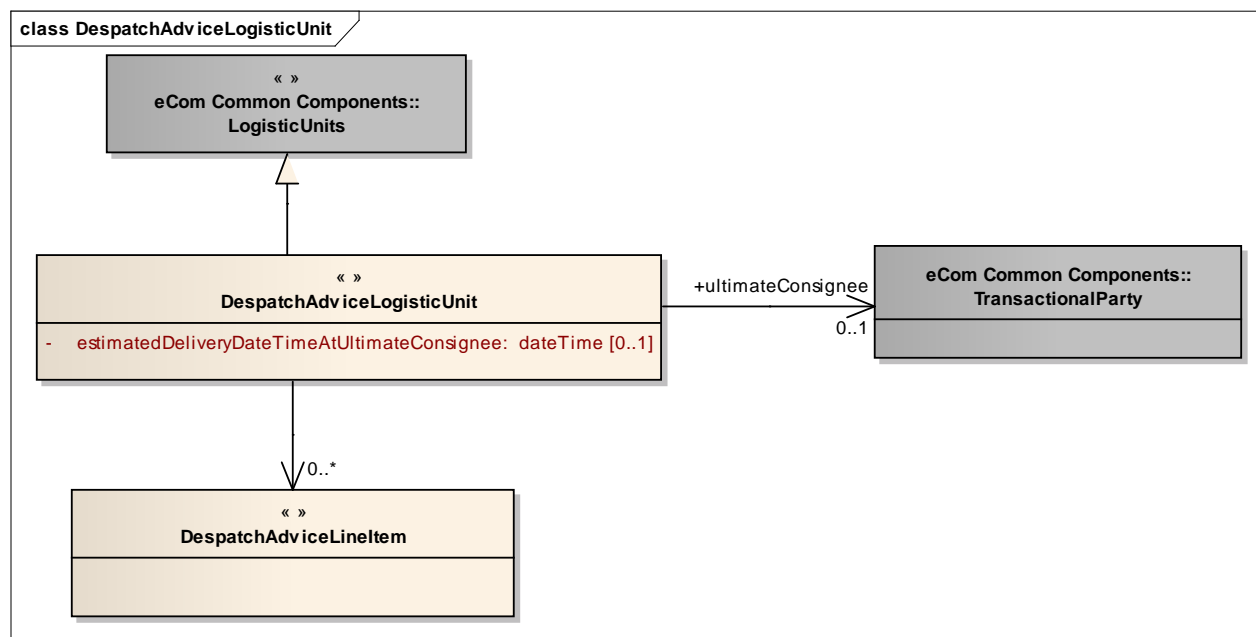 class DespatchAdviceLogisticUnit
« »
eCom Common Components::
LogisticUnits
« »
DespatchAdviceLogisticUnit
- estimatedDeliveryDateTimeAtUltimateConsignee: dateTime [0..1]
+ultimateConsignee
0..1
eCom Common Components::
TransactionalParty
0..*
« »
DespatchAdviceLineItem